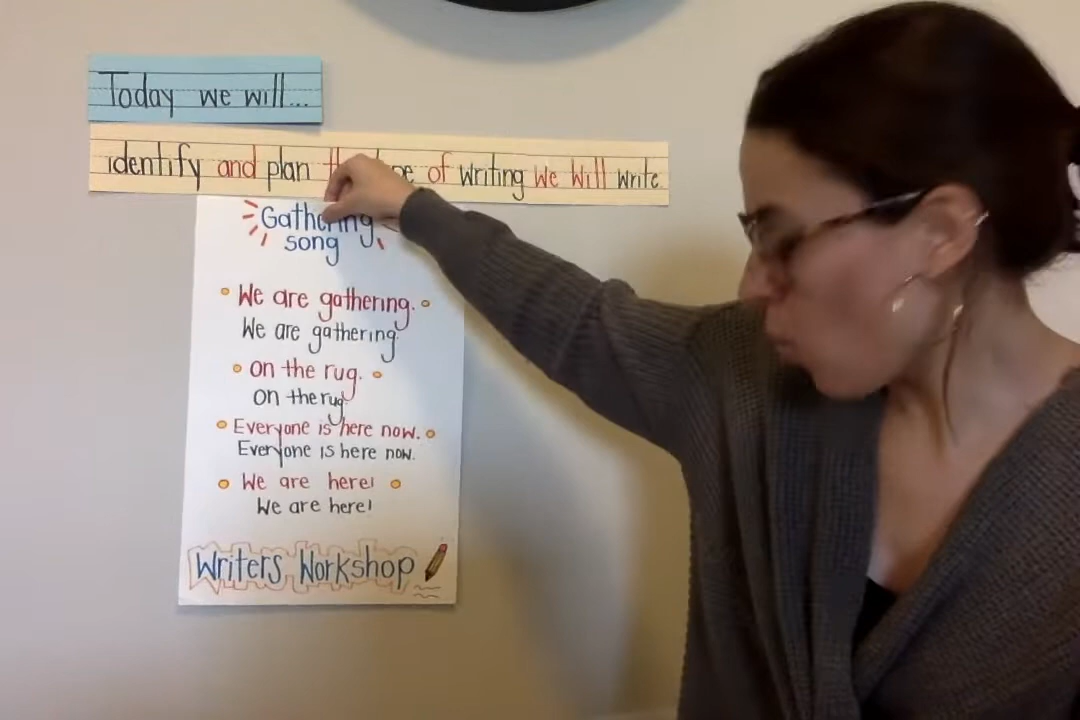 Today we will...
identify and plan of writing we will write
Gathering
song
We are gathering.
We are gathering
on the rug.
on the rug
Everyone is here now.
Everyone is here now.
We are here!
We are here!
Writers Workshop